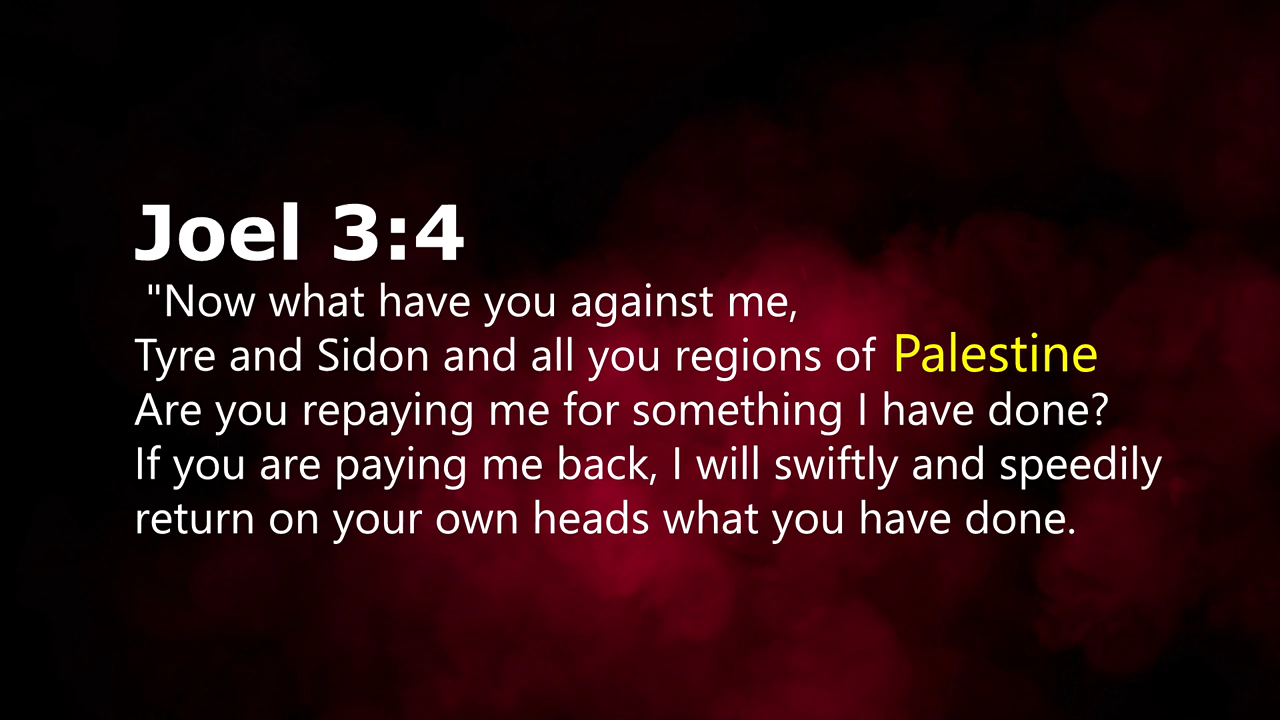 Joel 3:4
"Now what have you against me,
Tyre and Sidon and all you regions of Palestine
Are you repaying me for something I have done?
If you are paying me back, I will swiftly and speedily
return on your own heads what you have done.